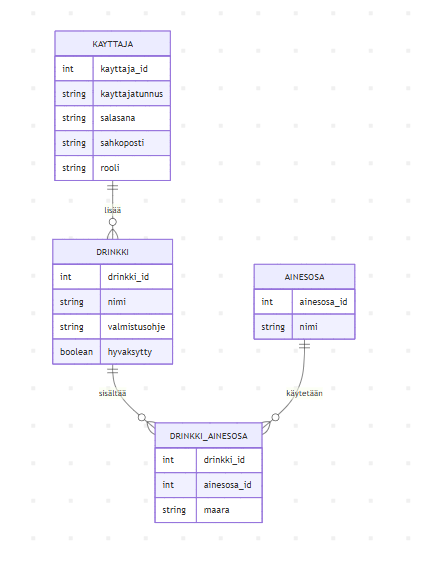 KAYTTAJA
int kayttaja_id
string kayttajatunnus
string salasana
string sahkoposti
string rooli
lisää
DRINKKI
int drinkki_id
string nimi
string valmistusohje
boolean hyvaksytty
AINESOSA
int ainesosa_id
string nimi
sisältää
käytetään
DRINKKI_AINESOSA
int drinkki_id
int ainesosa_id
string maara